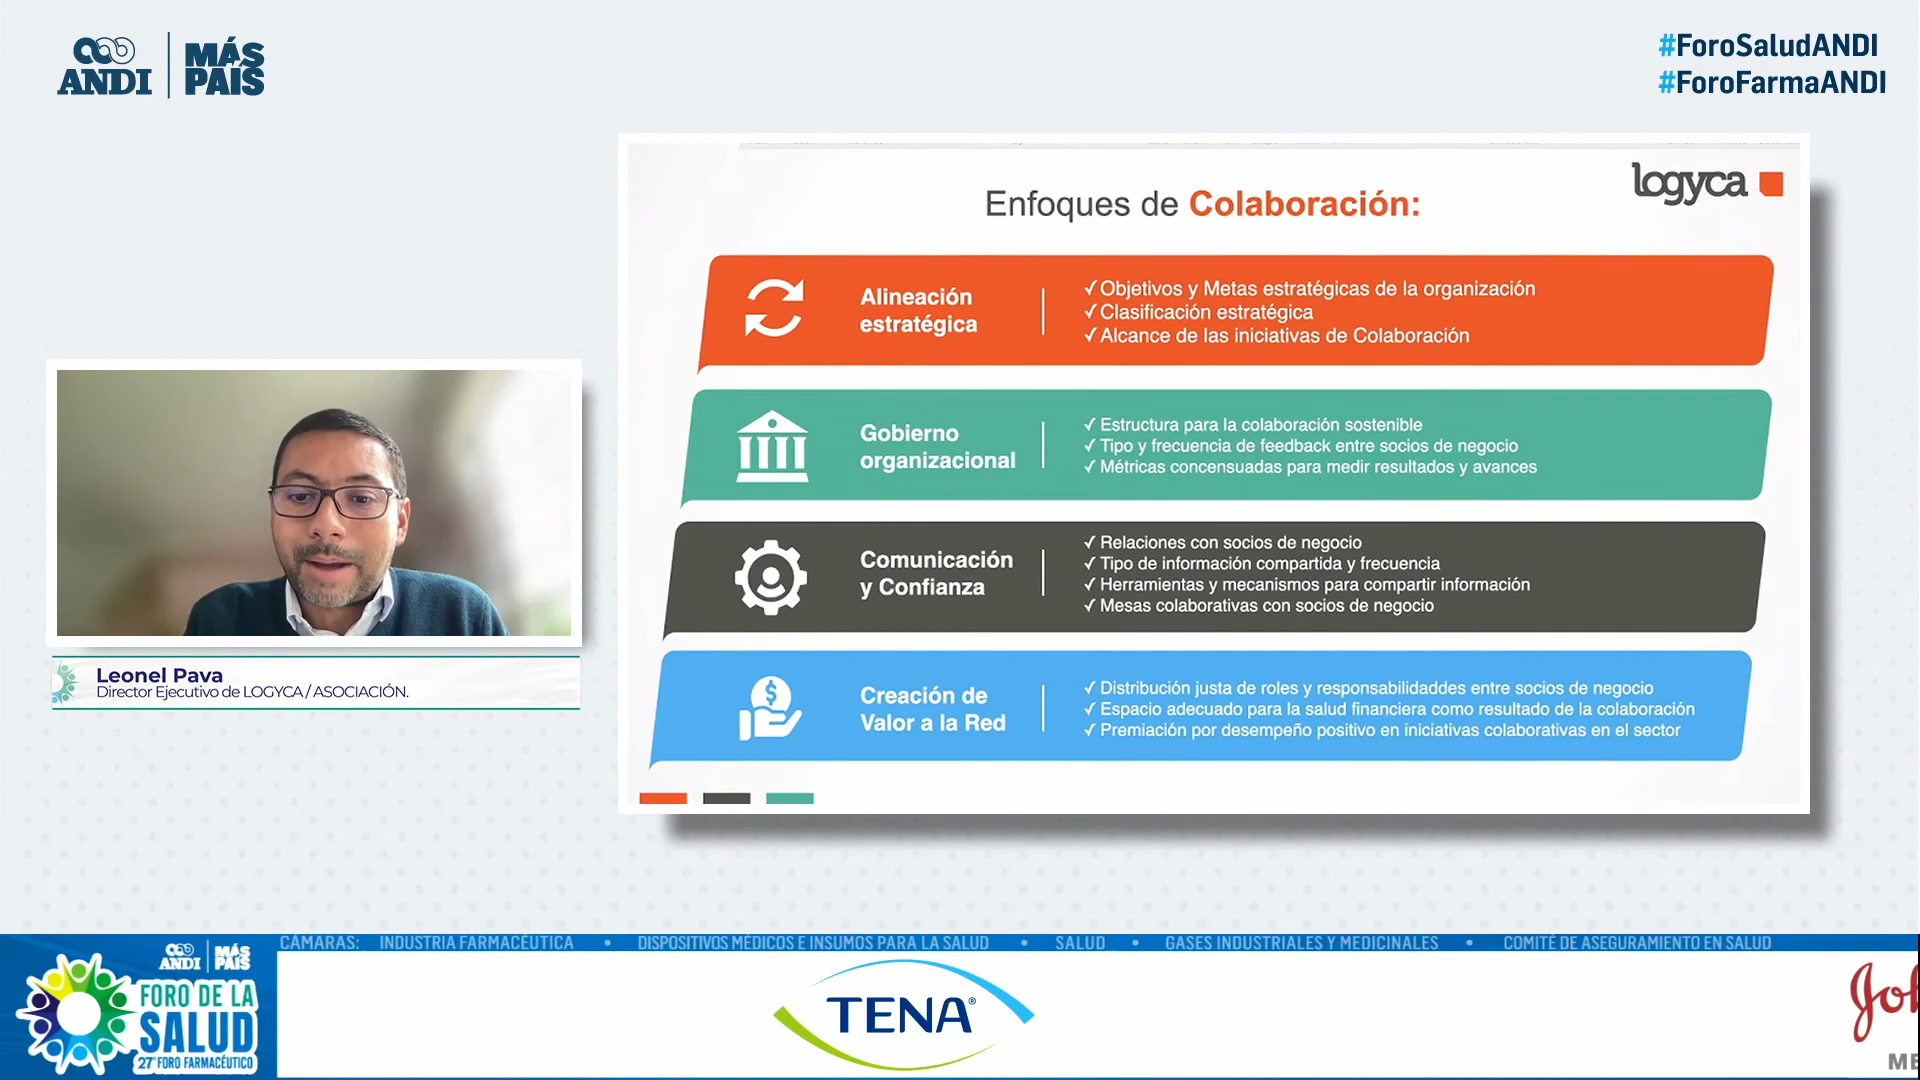 ANDI
MÁS
PAÍS
#ForoSaludANDI
#ForoFarmaANDI
logyca
Enfoques de Colaboración:
Alineación
estratégica
✓Objetivos y Metas estratégicas de la organización
✓Clasificación estratégica
✓Alcance de las iniciativas de Colaboración
Gobierno
organizacional
✓Estructura para la colaboración sostenible
✓Tipo y frecuencia de feedback entre socios de negocio
✓Métricas concensuadas para medir resultados y avances
Comunicación
y Confianza
✓Relaciones con socios de negocio
✓Tipo de información compartida y frecuencia
✓Herramientas y mecanismos para compartir información
✓Mesas colaborativas con socios de negocio
Creación de
Valor a la Red
✓Distribución justa de roles y responsabilidaddes entre socios de negocio
✓Espacio adecuado para la salud financiera como resultado de la colaboración
✓Premiación por desempeño positivo en iniciativas colaborativas en el sector
Leonel Pava
Director Ejecutivo de LOGYCA / ASOCIACIÓN.
CÁMARAS: INDUSTRIA FARMACÉUTICA • DISPOSITIVOS MÉDICOS E INSUMOS PARA LA SALUD • SALUD • GASES INDUSTRIALES Y MEDICINALES • COMITÉ DE ASEGURAMIENTO EN SALUD
ANDI
MÁS
PAÍS
FORO DE LA
SALUD
27° FORO FARMACÉUTICO
TENA®
Joh
ME